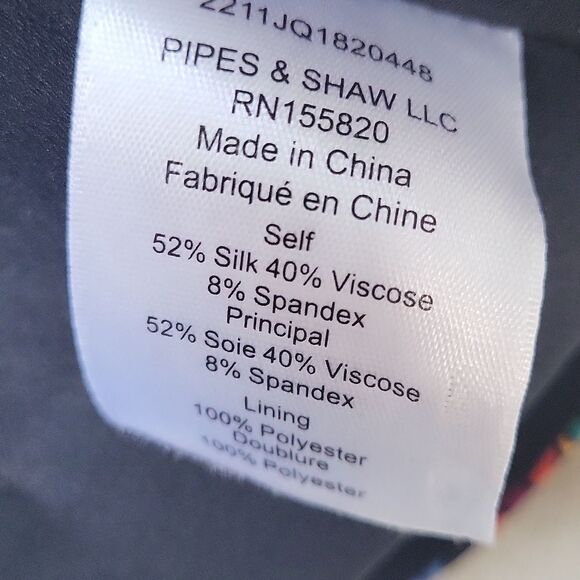 2211JQ1820448
PIPES & SHAW LLC
RN155820
Made in China
Fabriqué en Chine
Self
52% Silk 40% Viscose
8% Spandex
Principal
52% Soie 40% Viscose
8% Spandex
Lining
100% Polyester
Doublure
100% Polyester